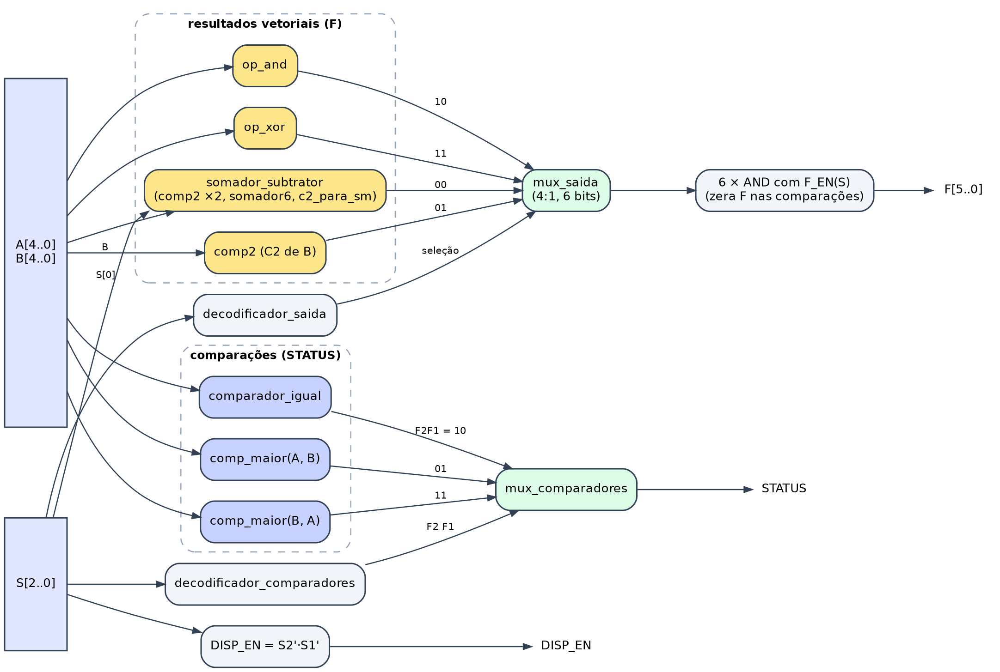 resultados vetoriais (F)
op_and
10
op_xor
11
somador_subtrator
(comp2 ×2, somador6, c2_para_sm)
00
mux_saida
(4:1, 6 bits)
6 × AND com F_EN(S)
(zera F nas comparações)
F[5..0]
01
A[4..0]
B[4..0]
B
comp2 (C2 de B)
seleção
S[0]
decodificador_saida
comparações (STATUS)
comparador_igual
F2F1 = 10
comp_maior(A, B)
01
mux_comparadores
STATUS
11
comp_maior(B, A)
F2 F1
S[2..0]
decodificador_comparadores
DISP_EN = S2'·S1'
DISP_EN